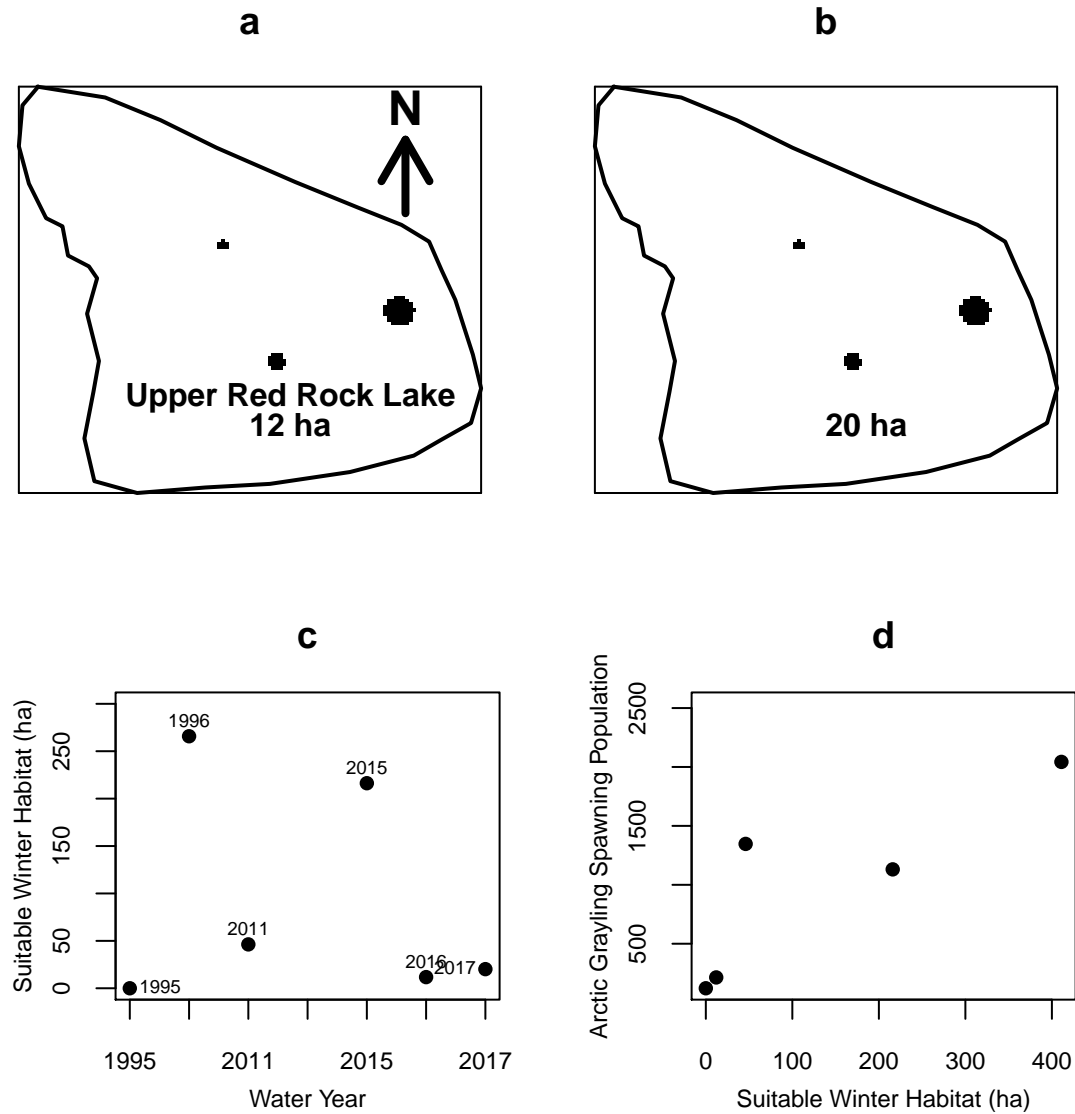 a
N
Upper Red Rock Lake
12 ha
b
20 ha
c
Suitable Winter Habitat (ha)
250
150
50
0
1996
2015
2011
2016
2017
1995
1995
2011
2015
2017
Water Year
d
Arctic Grayling Spawning Population
2500
1500
500
0
100
200
300
400
Suitable Winter Habitat (ha)